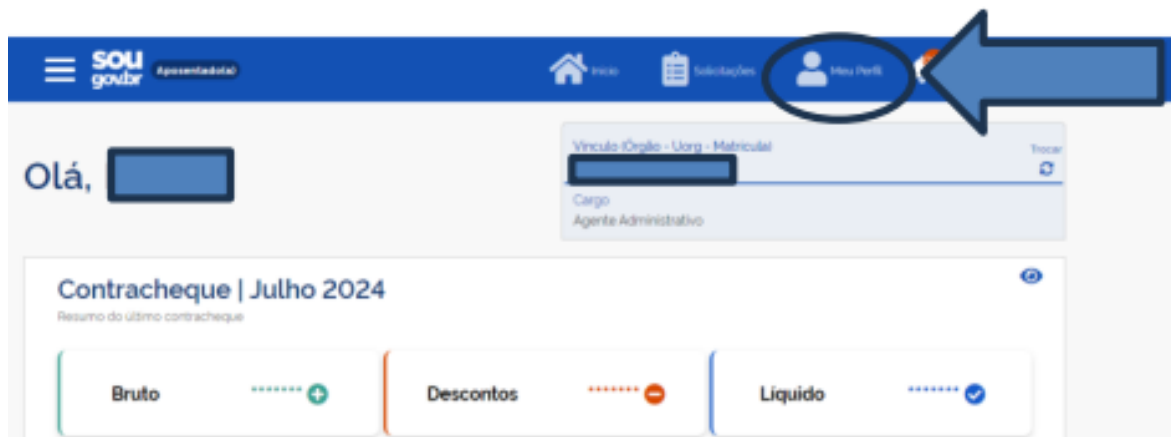 SOU
gov.br
Aposentado(a)
Início
Solicitações
Meu Perfil
Olá,
Vínculo (Órgão - Uorg - Matrícula)
Trocar
Cargo
Agente Administrativo
Contracheque | Julho 2024
Resumo do último contracheque
Bruto *******
Descontos *******
Líquido *******